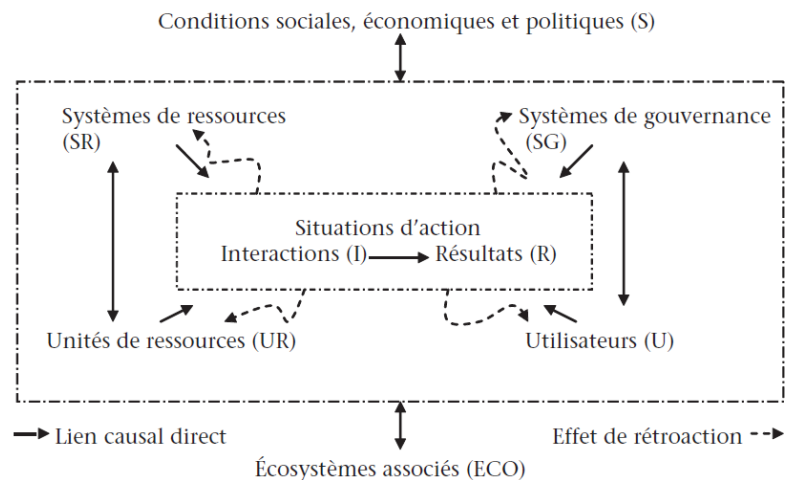 Conditions sociales, économiques et politiques (S)
Systèmes de ressources
(SR)
Systèmes de gouvernance
(SG)
Situations d’action
Interactions (I)
Résultats (R)
Unités de ressources (UR)
Utilisateurs (U)
Lien causal direct
Effet de rétroaction
Écosystèmes associés (ECO)